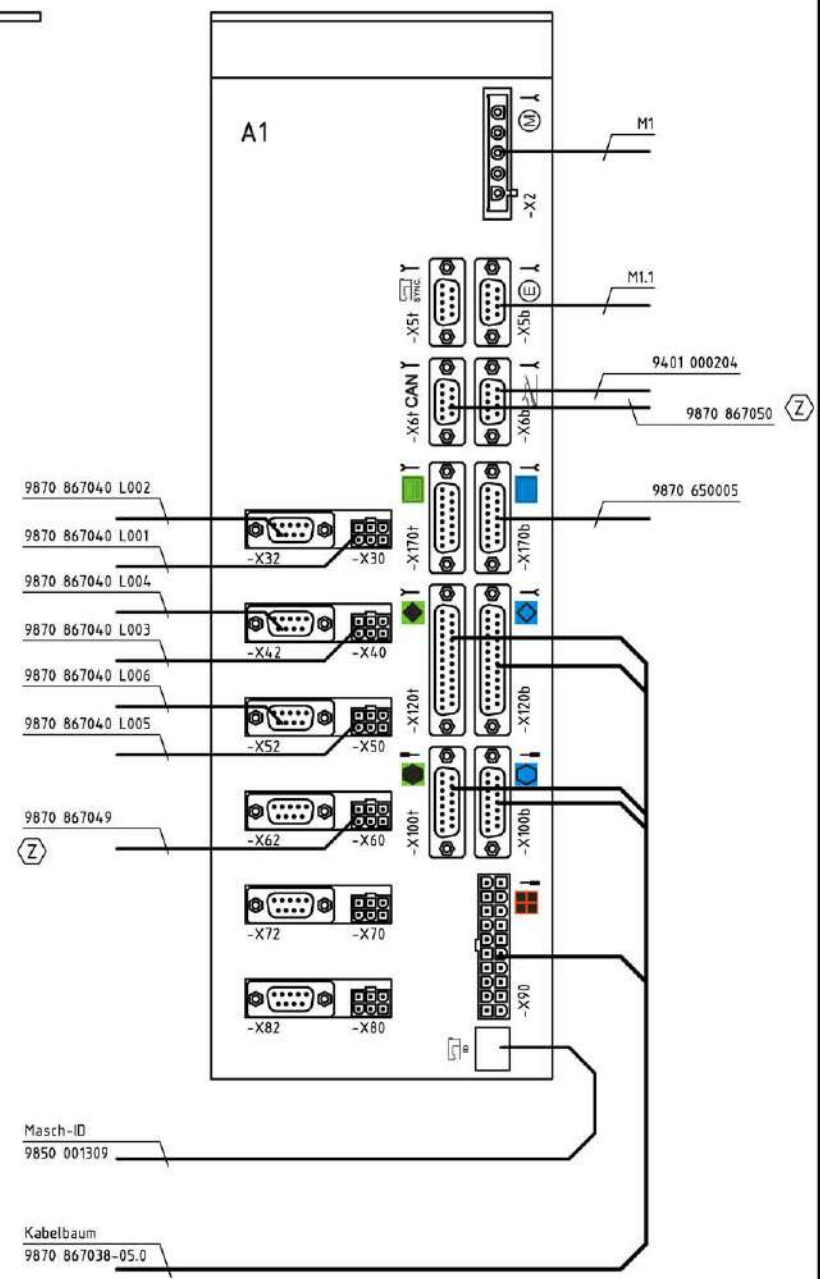 A1
M
-X2
M1
SYNC.
-X5t
E
-X5b
M1.1
CAN
-X6t
-X6b
9401 000204
9870 867050
Z
-X170t
-X170b
9870 650005
9870 867040 L002
-X32
-X30
9870 867040 L001
9870 867040 L004
-X42
-X40
9870 867040 L003
-X120t
-X120b
9870 867040 L006
-X52
-X50
9870 867040 L005
-X100t
-X100b
9870 867049
Z
-X62
-X60
-X72
-X70
-X90
-X82
-X80
ID
Masch-ID
9850 001309
Kabelbaum
9870 867038-05.0